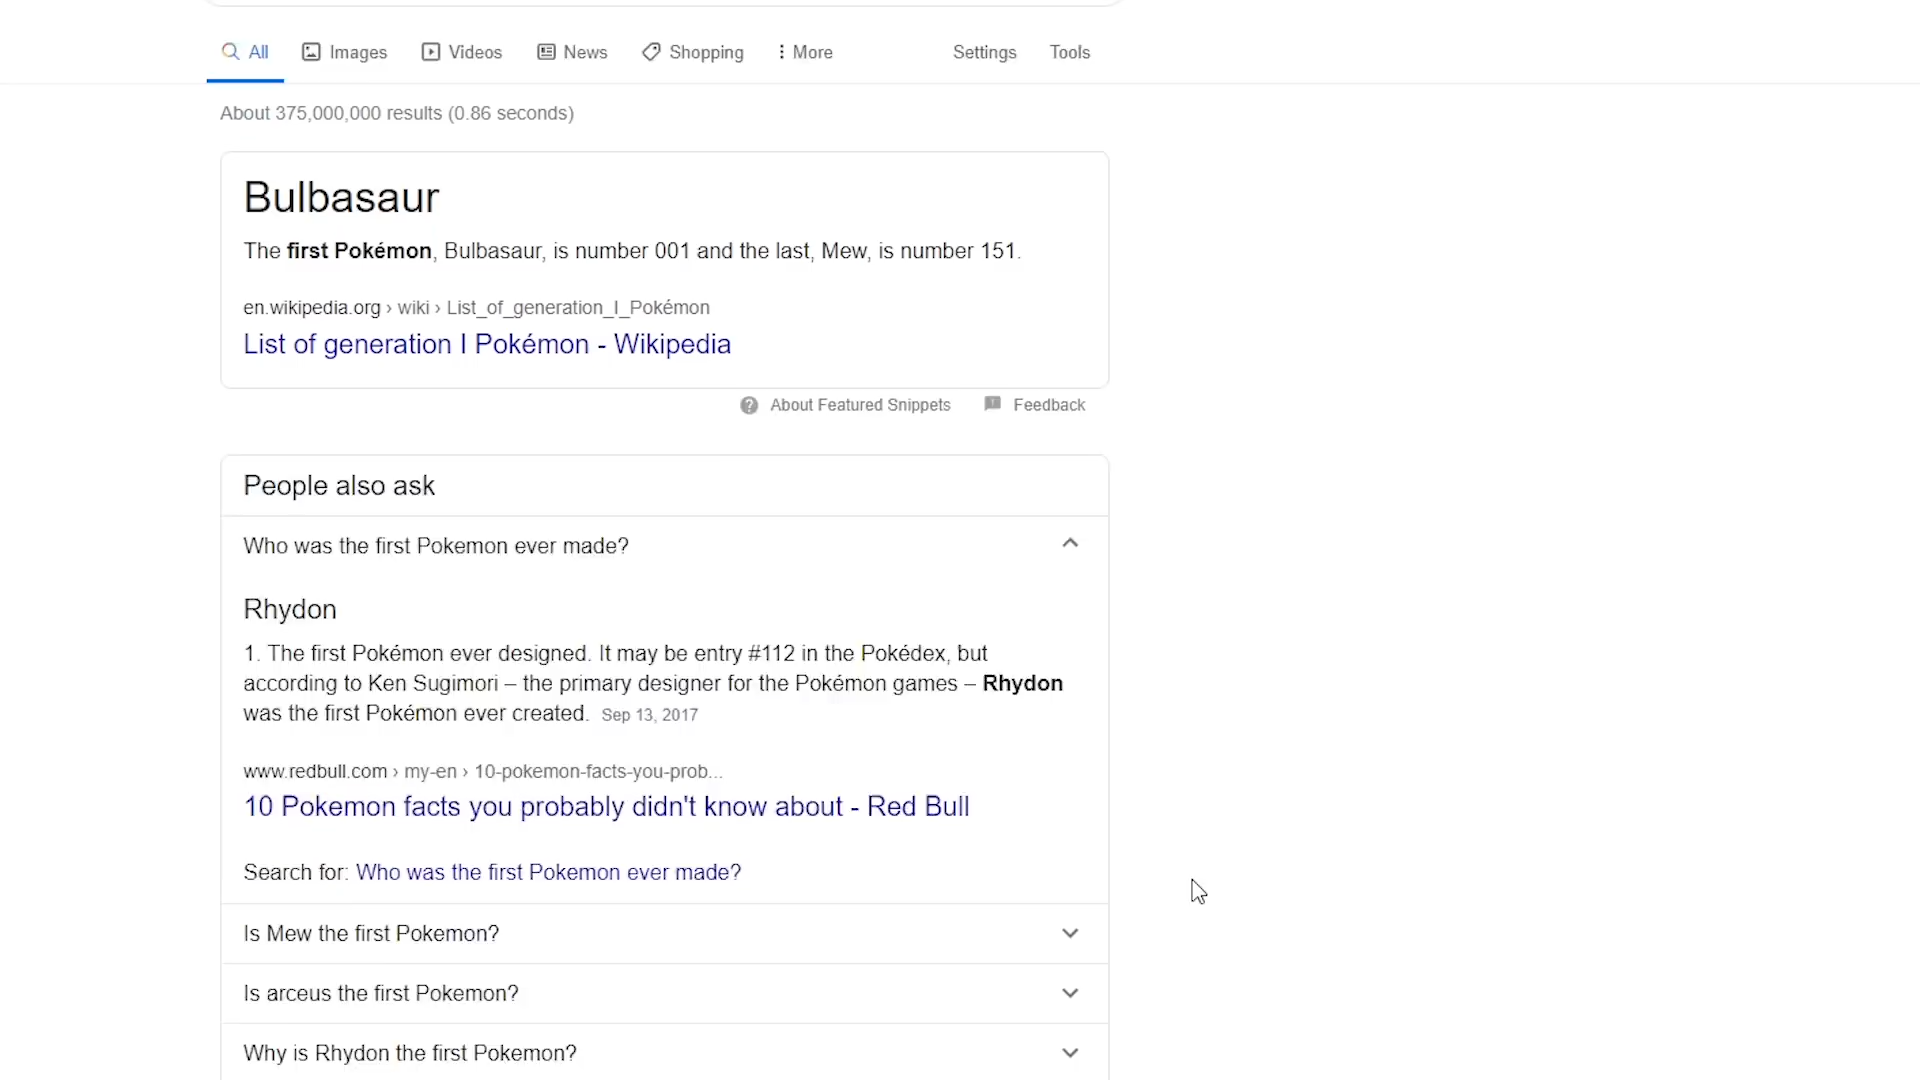 All Images Videos News Shopping More Settings Tools
About 375,000,000 results (0.86 seconds)
Bulbasaur
The first Pokémon, Bulbasaur, is number 001 and the last, Mew, is number 151.
en.wikipedia.org › wiki › List_of_generation_I_Pokémon
List of generation I Pokémon - Wikipedia
About Featured Snippets Feedback
People also ask
Who was the first Pokemon ever made?
Rhydon
1. The first Pokémon ever designed. It may be entry #112 in the Pokédex, but
according to Ken Sugimori – the primary designer for the Pokémon games – Rhydon
was the first Pokémon ever created. Sep 13, 2017
www.redbull.com › my-en › 10-pokemon-facts-you-prob...
10 Pokemon facts you probably didn't know about - Red Bull
Search for: Who was the first Pokemon ever made?
Is Mew the first Pokemon?
Is arceus the first Pokemon?
Why is Rhydon the first Pokemon?